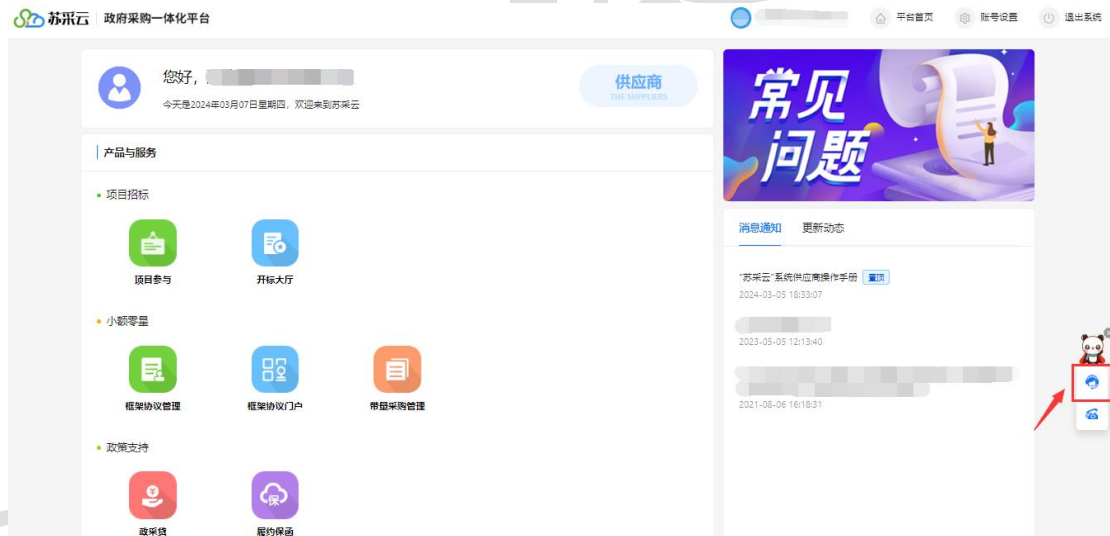 苏采云 政府采购一体化平台
平台首页 账号设置 退出系统
您好,
今天是2024年03月07日星期四, 欢迎来到苏采云
供应商
THE SUPPLIERS
产品与服务
项目招标
项目参与 开标大厅
小额零星
框架协议管理 框架协议门户 带量采购管理
政策支持
保
政采贷 履约保函
常见
问题
消息通知 更新动态
"苏采云"系统供应商操作手册 置顶
2024-03-05 18:33:07
2023-05-05 12:13:40
2021-08-06 16:18:31